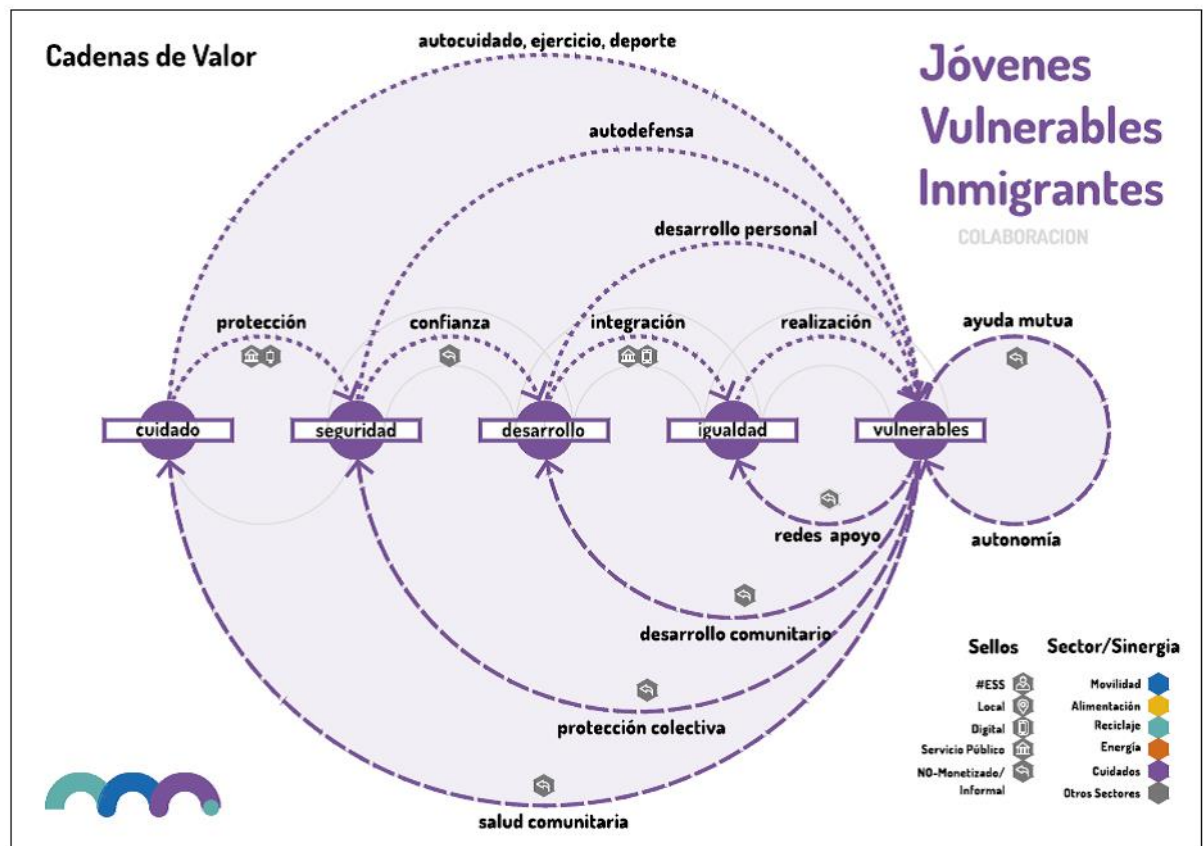 Cadenas de Valor
Jóvenes
Vulnerables
Inmigrantes
COLABORACION
autocuidado, ejercicio, deporte
autodefensa
desarrollo personal
protección
confianza
integración
realización
ayuda mutua
cuidado
seguridad
desarrollo
igualdad
vulnerables
redes apoyo
autonomía
desarrollo comunitario
protección colectiva
salud comunitaria
Sellos
#ESS
Local
Digital
Servicio Público
NO-Monetizado/
Informal
Sector/Sinergia
Movilidad
Alimentación
Reciclaje
Energía
Cuidados
Otros Sectores